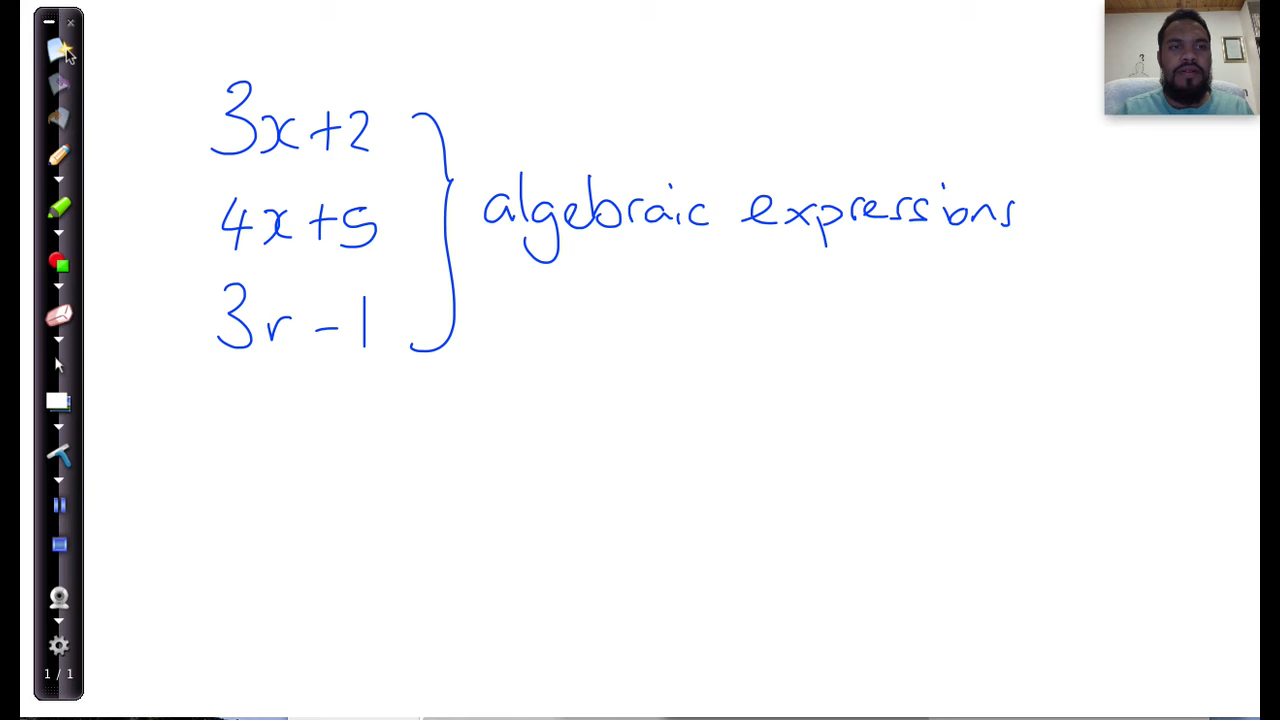 3x+2
4x+5
3r-1
algebraic expressions
1 / 1